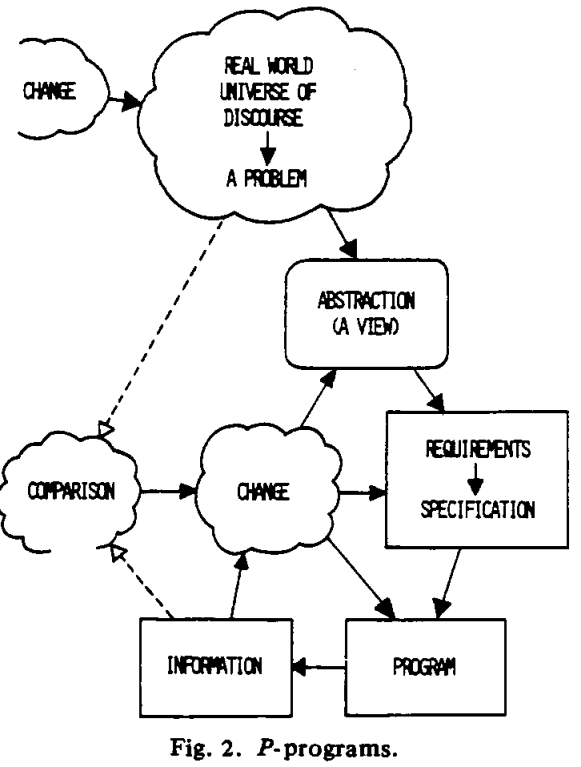 CHANGE
REAL WORLD
UNIVERSE OF
DISCOURSE
A PROBLEM
ABSTRACTION
(A VIEW)
REQUIREMENTS
SPECIFICATION
COMPARISON
CHANGE
INFORMATION
PROGRAM
Fig. 2. P-programs.